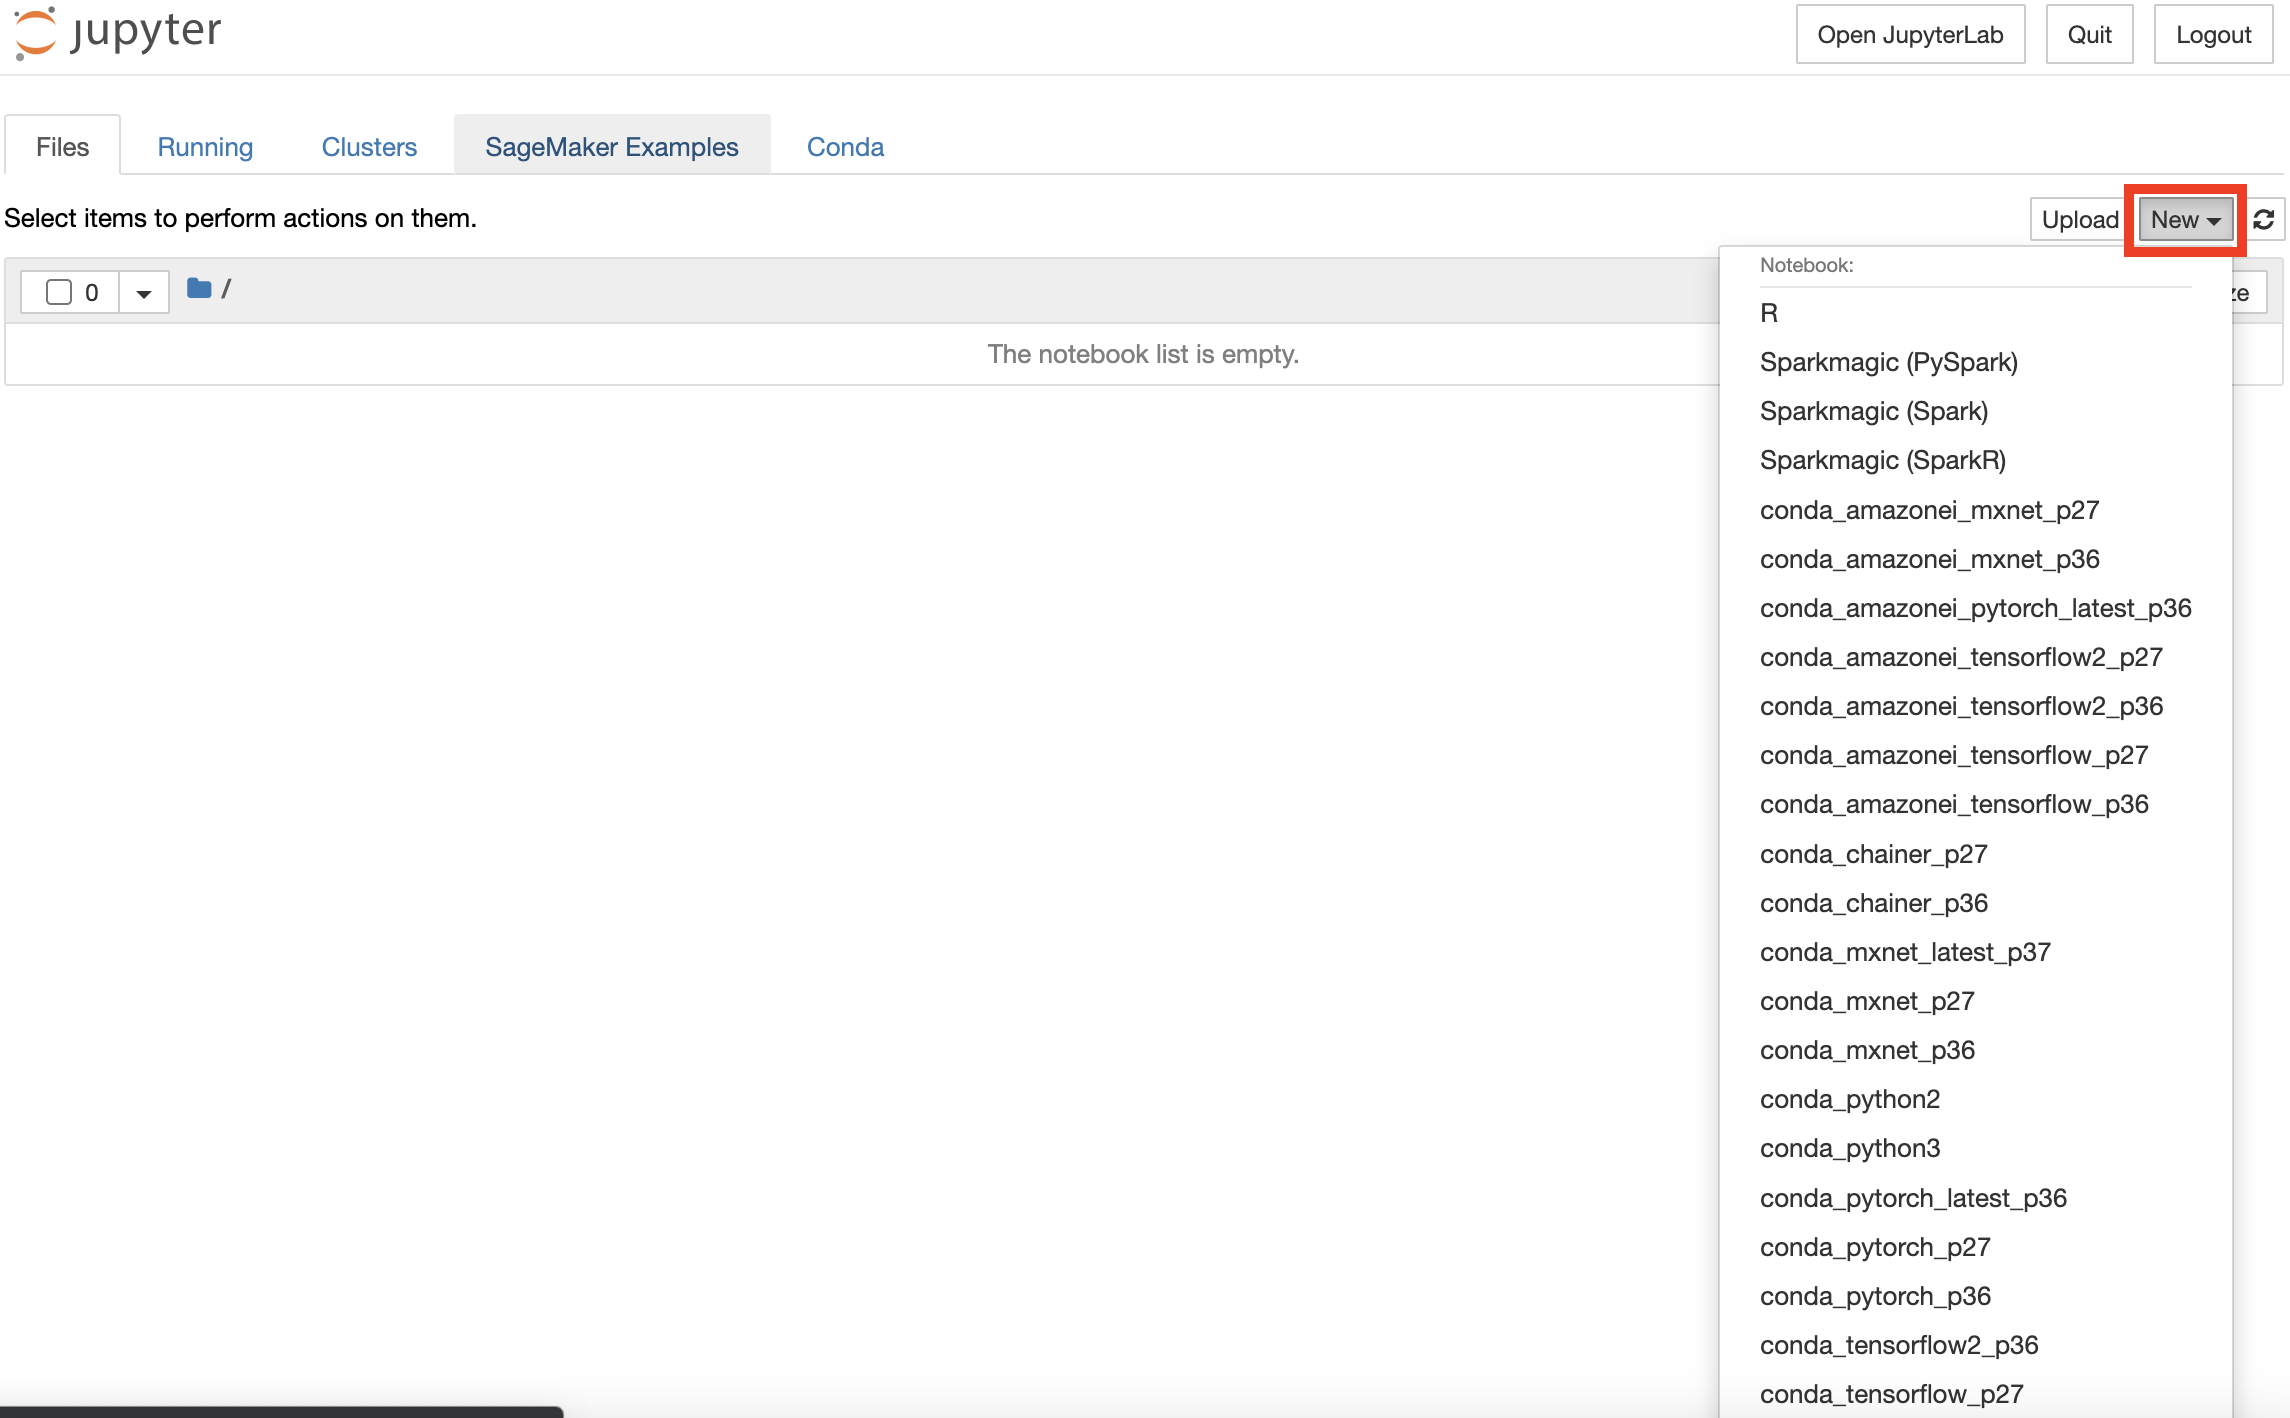 jupyter
Open JupyterLab
Quit
Logout
Files
Running
Clusters
SageMaker Examples
Conda
Select items to perform actions on them.
Upload
New
0
/
ze
The notebook list is empty.
Notebook:
R
Sparkmagic (PySpark)
Sparkmagic (Spark)
Sparkmagic (SparkR)
conda_amazonei_mxnet_p27
conda_amazonei_mxnet_p36
conda_amazonei_pytorch_latest_p36
conda_amazonei_tensorflow2_p27
conda_amazonei_tensorflow2_p36
conda_amazonei_tensorflow_p27
conda_amazonei_tensorflow_p36
conda_chainer_p27
conda_chainer_p36
conda_mxnet_latest_p37
conda_mxnet_p27
conda_mxnet_p36
conda_python2
conda_python3
conda_pytorch_latest_p36
conda_pytorch_p27
conda_pytorch_p36
conda_tensorflow2_p36
conda_tensorflow_p27